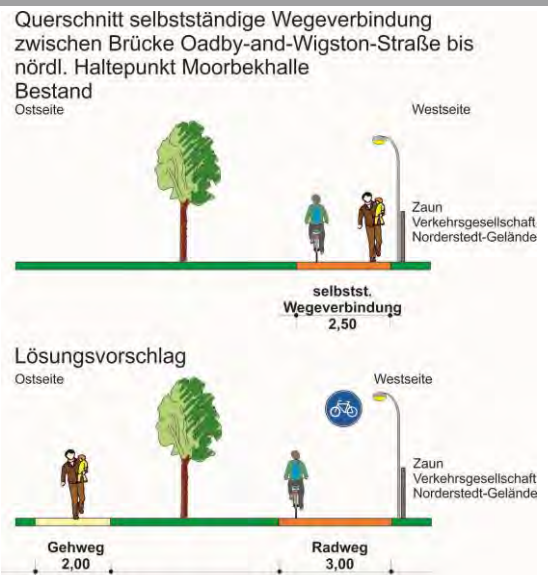 Querschnitt selbstständige Wegeverbindung
zwischen Brücke Oadby-and-Wigston-Straße bis
nördl. Haltepunkt Moorbekhalle
Bestand
Ostseite
Westseite
Zaun
Verkehrsgesellschaft
Norderstedt-Gelände
selbstst.
Wegeverbindung
2,50
Lösungsvorschlag
Ostseite
Westseite
Zaun
Verkehrsgesellschaft
Norderstedt-Gelände
Gehweg
2,00
Radweg
3,00